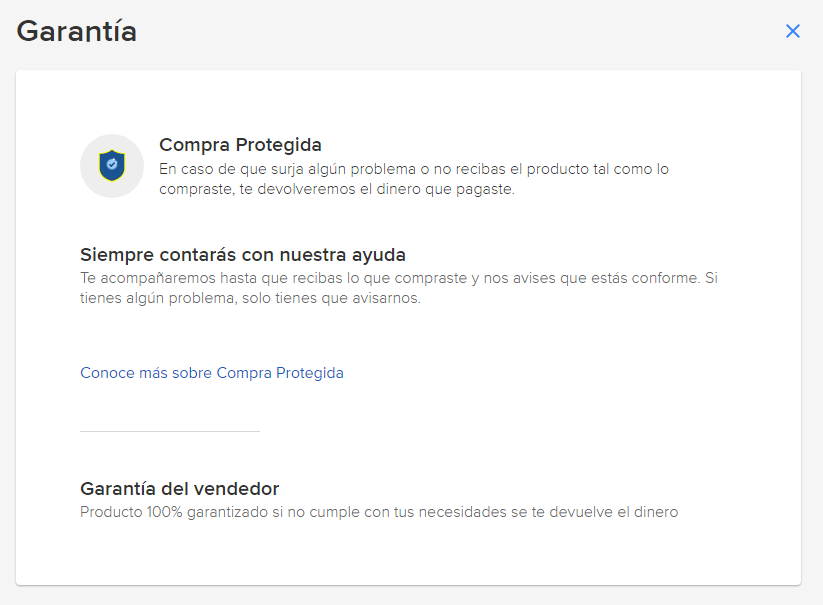 Garantía
Compra Protegida
En caso de que surja algún problema o no recibas el producto tal como lo
compraste, te devolveremos el dinero que pagaste.
Siempre contarás con nuestra ayuda
Te acompañaremos hasta que recibas lo que compraste y nos avises que estás conforme. Si
tienes algún problema, solo tienes que avisarnos.
Conoce más sobre Compra Protegida
Garantía del vendedor
Producto 100% garantizado si no cumple con tus necesidades se te devuelve el dinero